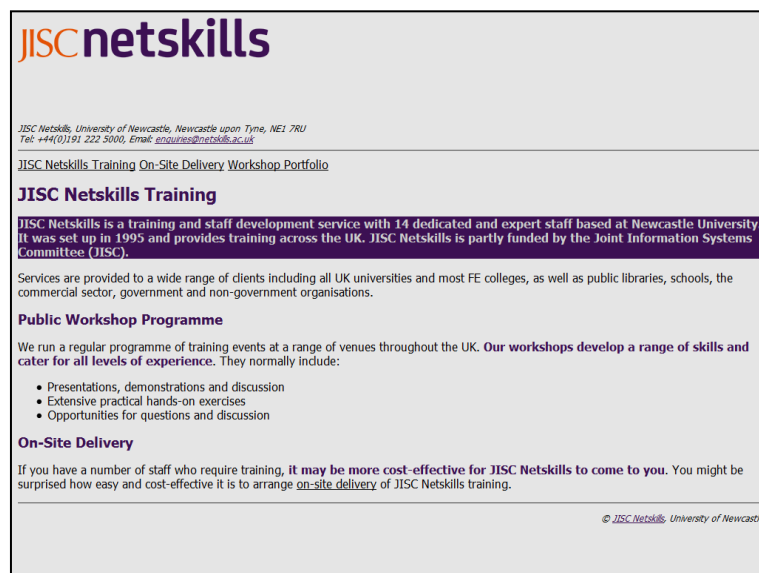 JISC netskills
JISC Netskills, University of Newcastle, Newcastle upon Tyne, NE1 7RU
Tel: +44(0)191 222 5000, Email: enquiries@netskills.ac.uk
JISC Netskills Training On-Site Delivery Workshop Portfolio
JISC Netskills Training
JISC Netskills is a training and staff development service with 14 dedicated and expert staff based at Newcastle University.
It was set up in 1995 and provides training across the UK. JISC Netskills is partly funded by the Joint Information Systems
Committee (JISC).
Services are provided to a wide range of clients including all UK universities and most FE colleges, as well as public libraries, schools, the
commercial sector, government and non-government organisations.
Public Workshop Programme
We run a regular programme of training events at a range of venues throughout the UK. Our workshops develop a range of skills and
cater for all levels of experience. They normally include:
• Presentations, demonstrations and discussion
• Extensive practical hands-on exercises
• Opportunities for questions and discussion
On-Site Delivery
If you have a number of staff who require training, it may be more cost-effective for JISC Netskills to come to you. You might be
surprised how easy and cost-effective it is to arrange on-site delivery of JISC Netskills training.
© JISC Netskills, University of Newcastl